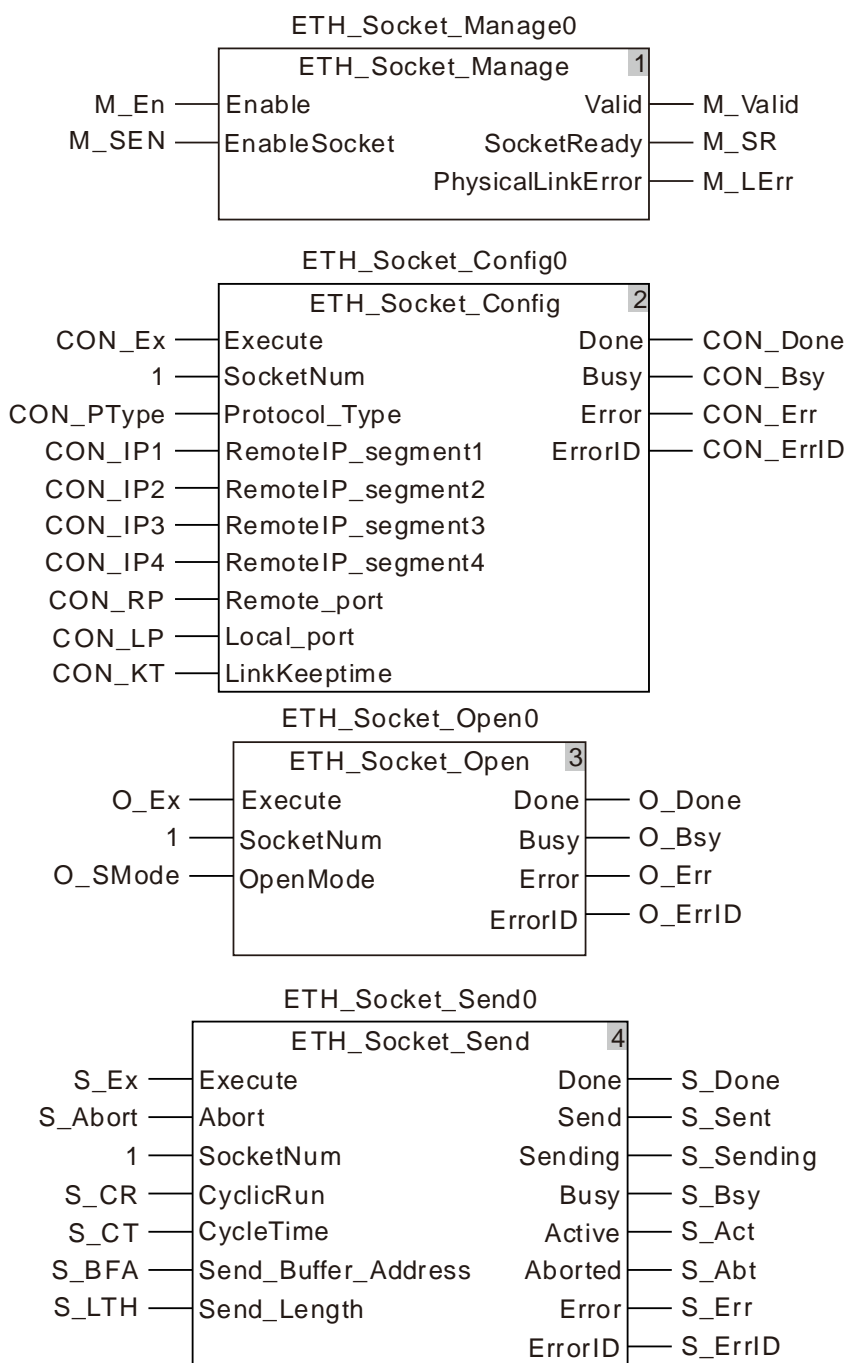 ETH_Socket_Manage0
ETH_Socket_Manage 1
M_En Enable Valid M_Valid
M_SEN EnableSocket SocketReady M_SR
PhysicalLinkError M_LErr
ETH_Socket_Config0
ETH_Socket_Config 2
CON_Ex Execute Done CON_Done
1 SocketNum Busy CON_Bsy
CON_PType Protocol_Type Error CON_Err
CON_IP1 RemoteIP_segment1 ErrorID CON_ErrID
CON_IP2 RemoteIP_segment2
CON_IP3 RemoteIP_segment3
CON_IP4 RemoteIP_segment4
CON_RP Remote_port
CON_LP Local_port
CON_KT LinkKeeptime
ETH_Socket_Open0
ETH_Socket_Open 3
O_Ex Execute Done O_Done
1 SocketNum Busy O_Bsy
O_SMode OpenMode Error O_Err
ErrorID O_ErrID
ETH_Socket_Send0
ETH_Socket_Send 4
S_Ex Execute Done S_Done
S_Abort Abort Send S_Sent
1 SocketNum Sending S_Sending
S_CR CyclicRun Busy S_Bsy
S_CT CycleTime Active S_Act
S_BFA Send_Buffer_Address Aborted S_Abt
S_LTH Send_Length Error S_Err
ErrorID S_ErrID